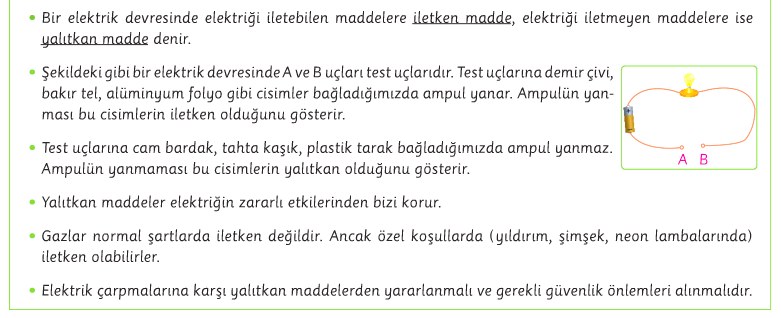 • Bir elektrik devresinde elektriği iletebilen maddelere iletken madde, elektriği iletmeyen maddelere ise
yalıtkan madde denir.
• Şekildeki gibi bir elektrik devresinde A ve B uçları test uçlarıdır. Test uçlarına demir çivi,
bakır tel, alüminyum folyo gibi cisimler bağladığımızda ampul yanar. Ampulün yan-
ması bu cisimlerin iletken olduğunu gösterir.
A B
• Test uçlarına cam bardak, tahta kaşık, plastik tarak bağladığımızda ampul yanmaz.
Ampulün yanmaması bu cisimlerin yalıtkan olduğunu gösterir.
• Yalıtkan maddeler elektriğin zararlı etkilerinden bizi korur.
• Gazlar normal şartlarda iletken değildir. Ancak özel koşullarda (yıldırım, şimşek, neon lambalarında)
iletken olabilirler.
• Elektrik çarpmalarına karşı yalıtkan maddelerden yararlanmalı ve gerekli güvenlik önlemleri alınmalıdır.